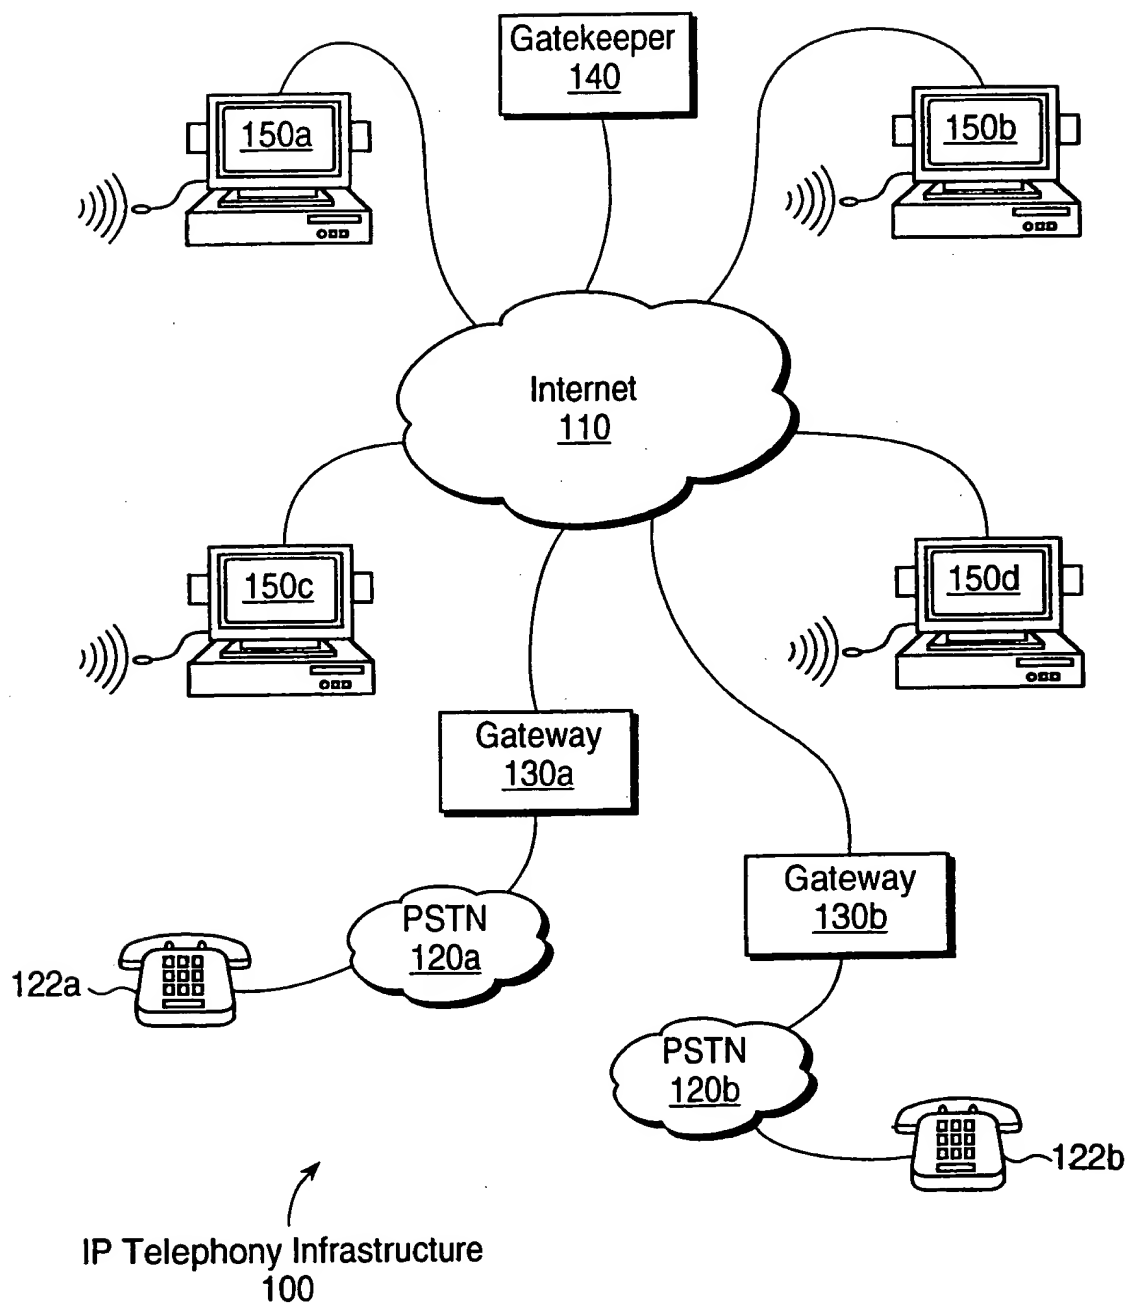 Gatekeeper
140
150a
150b
Internet
110
150c
150d
Gateway
130a
Gateway
130b
PSTN
120a
122a
PSTN
120b
122b
IP Telephony Infrastructure
100